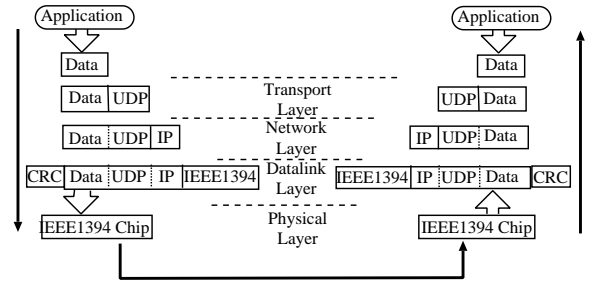 Application Application
Data Data
Data UDP Transport Layer UDP Data
Data UDP IP Network Layer IP UDP Data
CRC Data UDP IP IEEE1394 Datalink Layer IEEE1394 IP UDP Data CRC
IEEE1394 Chip Physical Layer IEEE1394 Chip